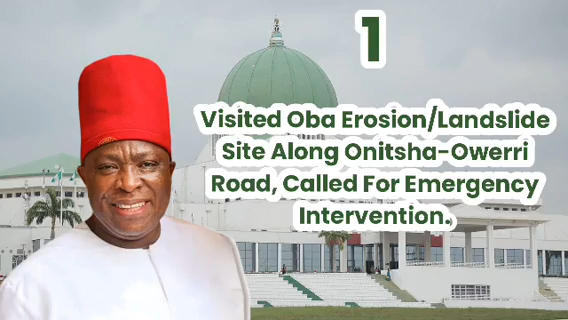 1
Visited Oba Erosion/Landslide
Site Along Onitsha-Owerri
Road, Called For Emergency
Intervention.